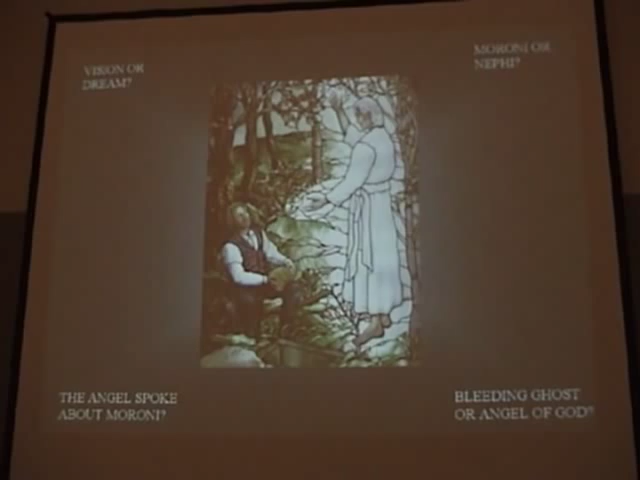 VISION OR
DREAM?
MORONI OR
NEPHI?
THE ANGEL SPOKE
ABOUT MORONI?
BLEEDING GHOST
OR ANGEL OF GOD?